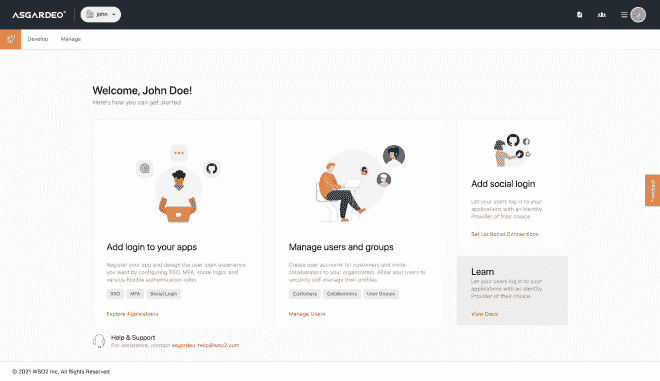 ASGARDEO
john
Develop
Manage
Welcome, John Doe!
Here's how you can get started
Add login to your apps
Register your app and design the user login experience
you want by configuring SSO, MFA, social login, and
various flexible authentication rules.
SSO
MFA
Social Login
Explore Applications
Manage users and groups
Create user accounts for customers and invite
collaborators to your organization. Allow your users to
securely self-manage their profiles.
Customers
Collaborators
User Groups
Manage Users
Add social login
Let your users log in to your
applications with an Identity
Provider of their choice.
Set Up Social Connections
Learn
Let your users log in to your
applications with an Identity
Provider of their choice.
View Docs
Feedback
Help & Support
For assistance, contact asgardeo-help@wso2.com
© 2021 WSO2 Inc. All Rights Reserved